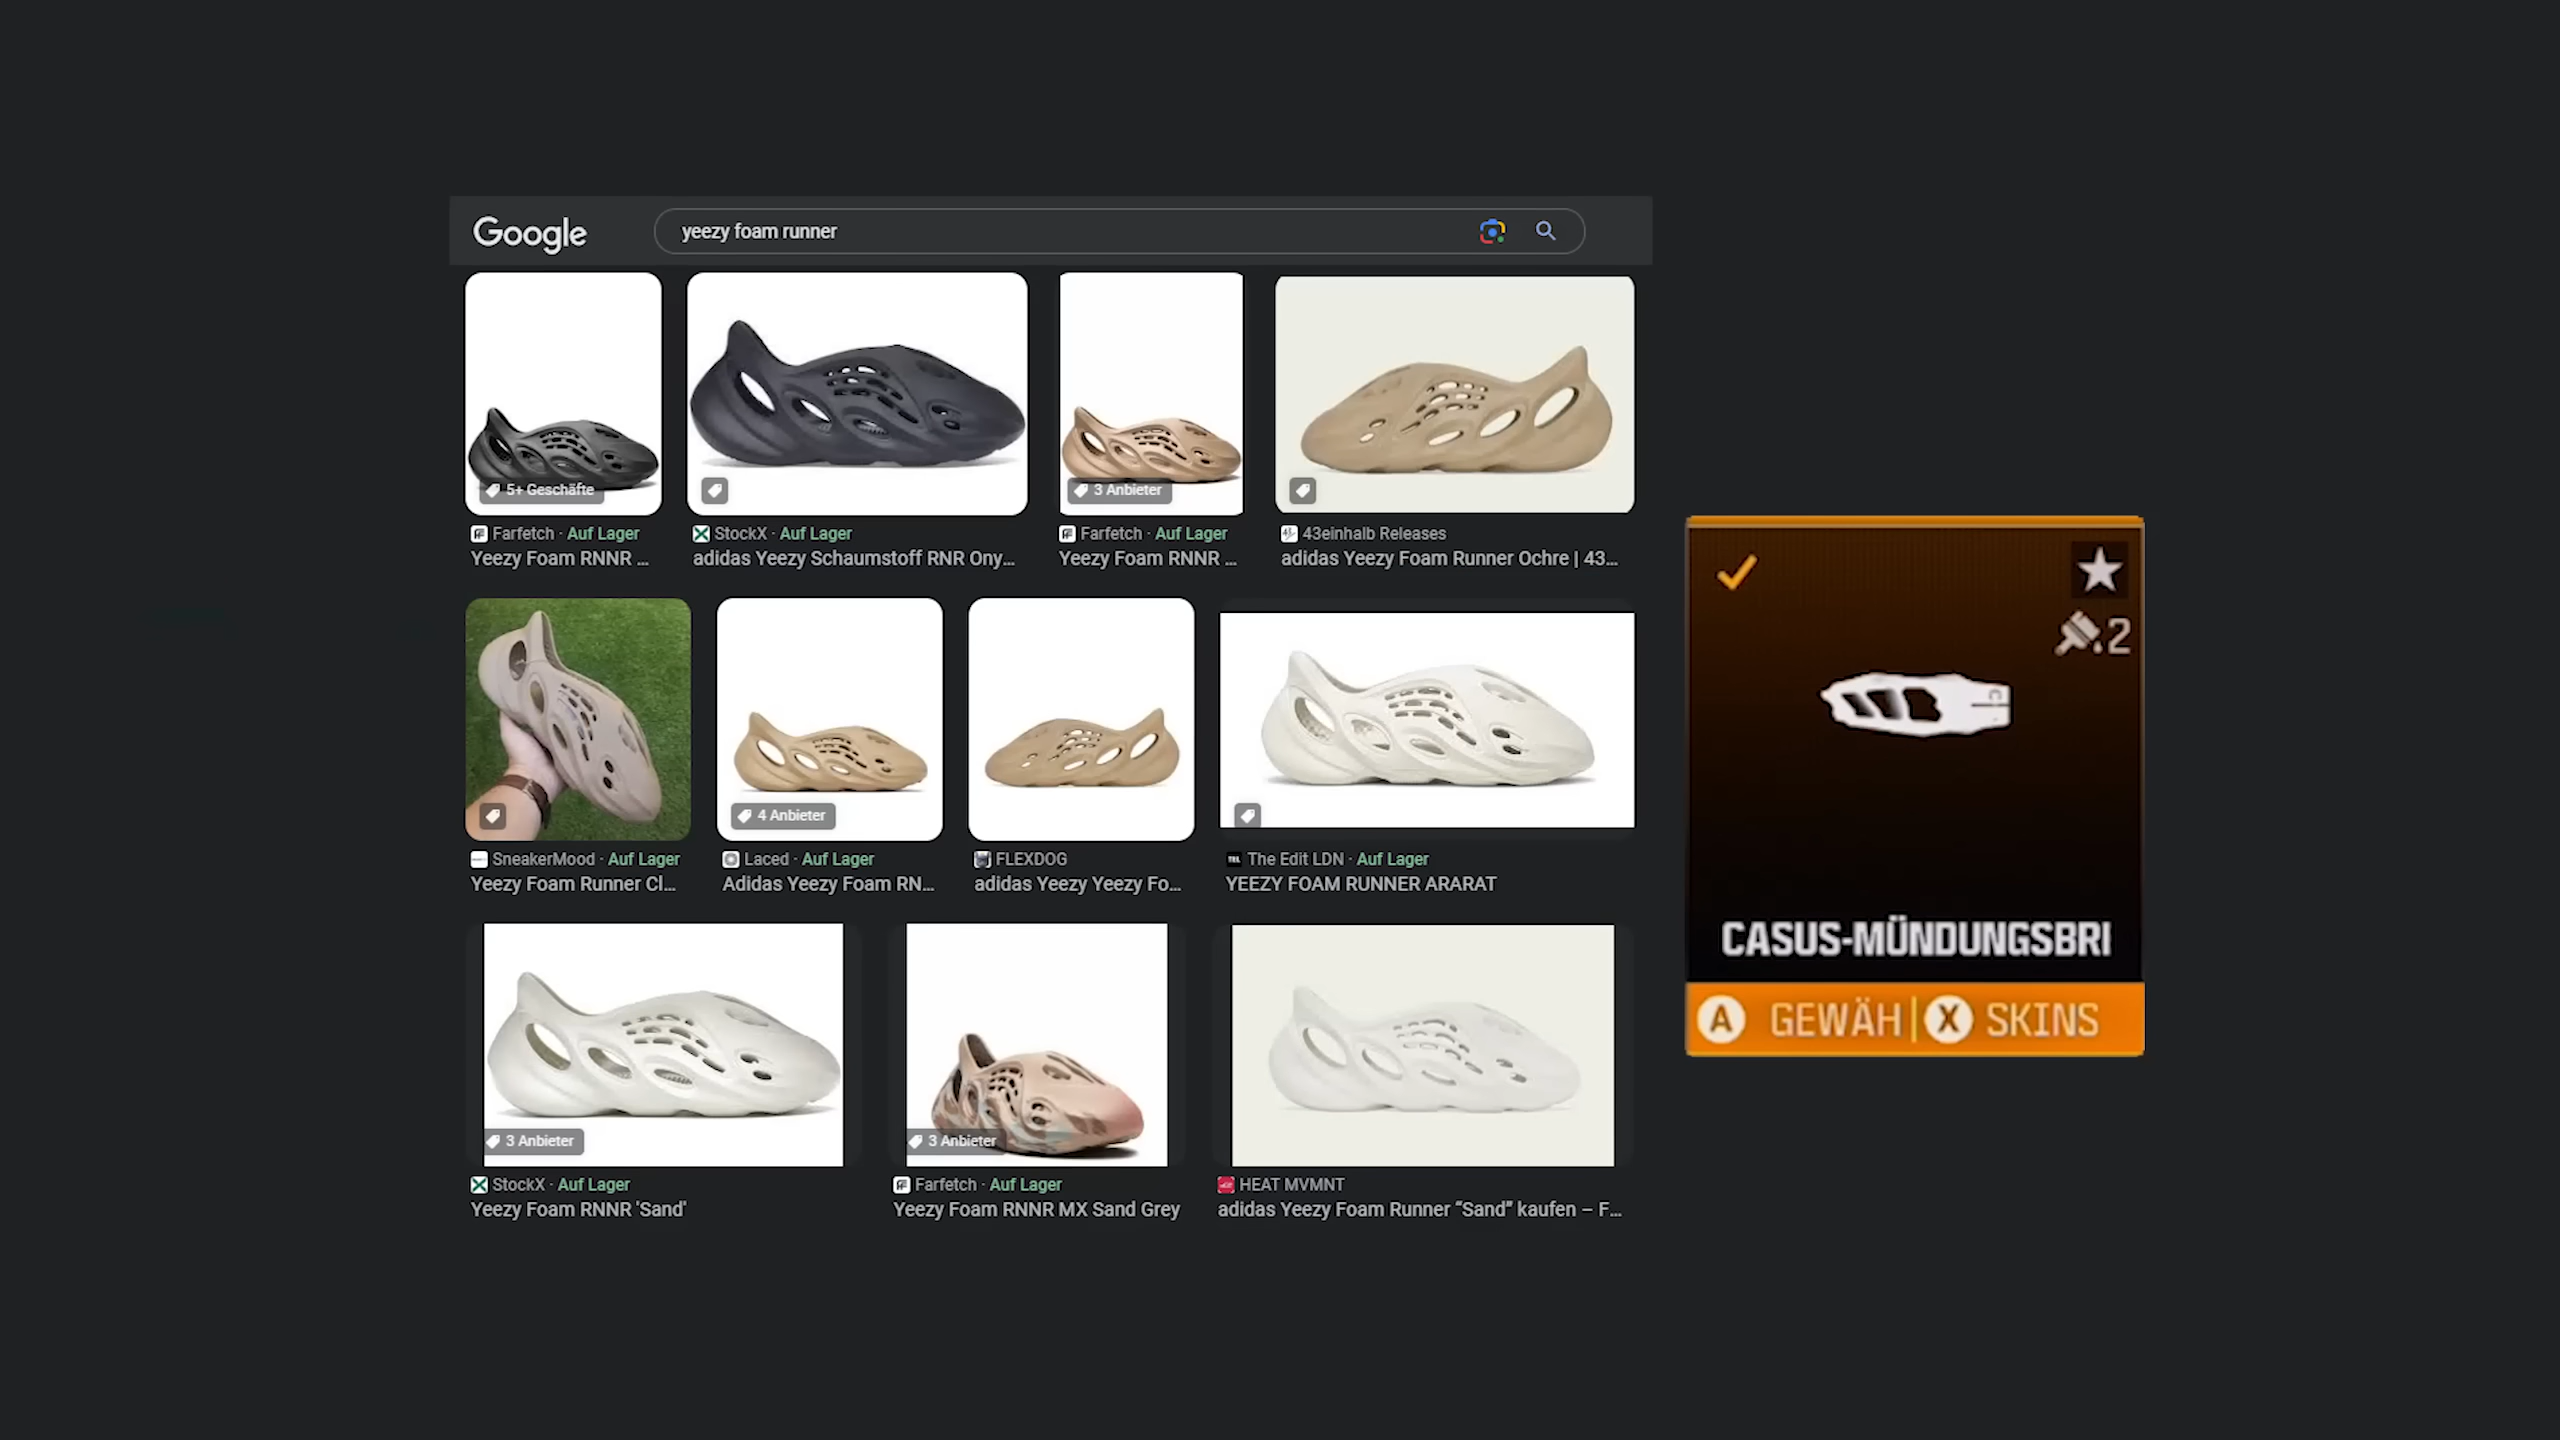 Google
yeezy foam runner
5+ Geschäfte
3 Anbieter
Farfetch · Auf Lager
Yeezy Foam RNNR ...
StockX · Auf Lager
adidas Yeezy Schaumstoff RNR Ony...
Farfetch · Auf Lager
Yeezy Foam RNNR ...
43einhalb Releases
adidas Yeezy Foam Runner Ochre | 43...
4 Anbieter
SneakerMood · Auf Lager
Yeezy Foam Runner Cl...
Laced · Auf Lager
Adidas Yeezy Foam RN...
FLEXDOG
adidas Yeezy Yeezy Fo...
The Edit LDN · Auf Lager
YEEZY FOAM RUNNER ARARAT
3 Anbieter
3 Anbieter
StockX · Auf Lager
Yeezy Foam RNNR 'Sand'
Farfetch · Auf Lager
Yeezy Foam RNNR MX Sand Grey
HEAT MVMNT
adidas Yeezy Foam Runner “Sand” kaufen – F...
2
CASUS-MÜNDUNGSBRI
A GEWÄH | X SKINS